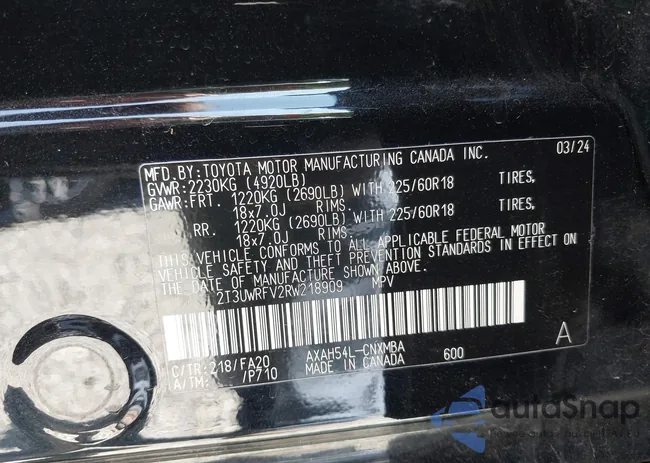 MFD.BY:TOYOTA MOTOR MANUFACTURING CANADA INC. 03/24
GVWR:2230KG (4920LB)
GAWR:FRT. 1220KG (2690LB) WITH 225/60R18 TIRES,
18x7.0J RIMS
RR. 1220KG (2690LB) WITH 225/60R18 TIRES,
18x7.0J RIMS
THIS VEHICLE CONFORMS TO ALL APPLICABLE FEDERAL MOTOR
VEHICLE SAFETY AND THEFT PREVENTION STANDARDS IN EFFECT ON
THE DATE OF MANUFACTURE SHOWN ABOVE.
2T3UWRFV2RW218909 MPV
C/TR:218/FA20 AXAH54L-CNXMBA 600 A
A/TM: /P710 MADE IN CANADA
autoSnap